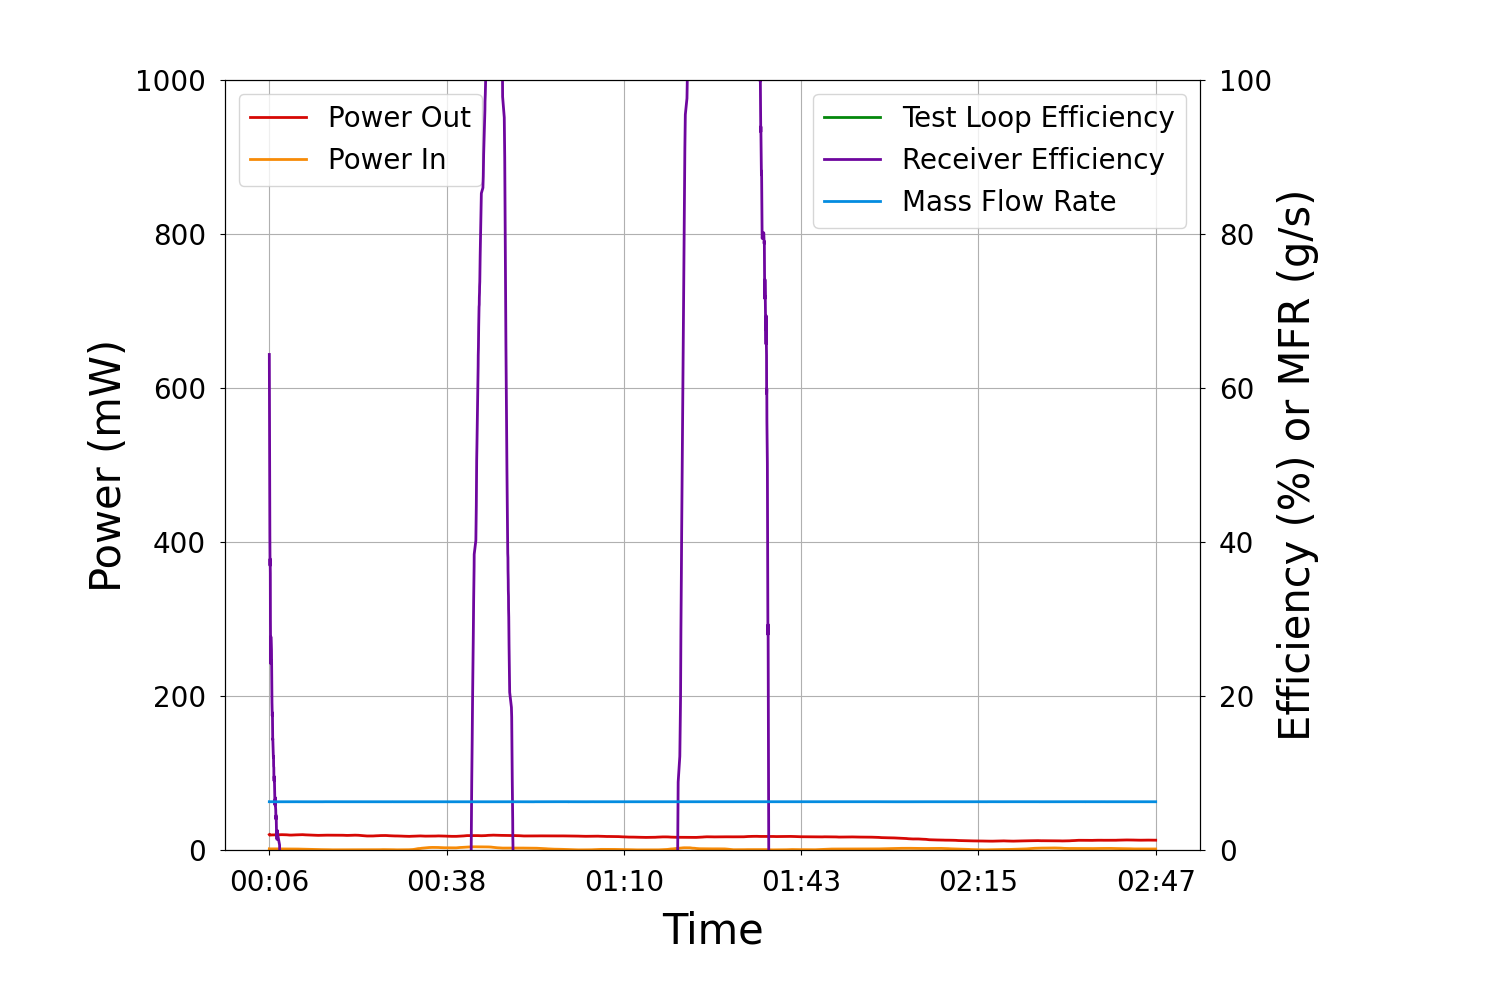 Power (mW)
1000
800
600
400
200
0
Power Out
Power In
Test Loop Efficiency
Receiver Efficiency
Mass Flow Rate
100
80
60
40
20
0
Efficiency (%) or MFR (g/s)
00:06 00:38 01:10 01:43 02:15 02:47
Time